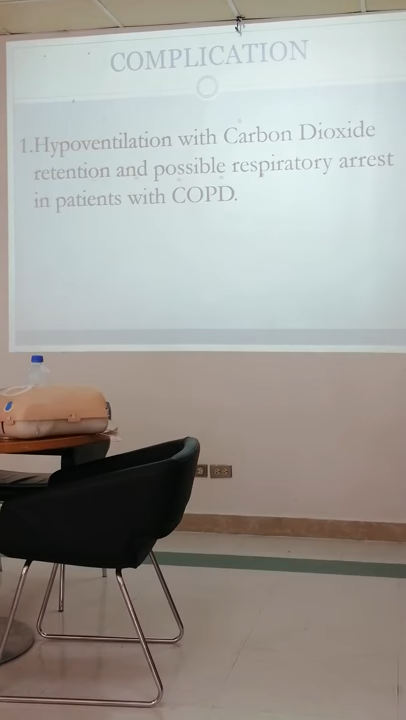 COMPLICATION
1.Hypoventilation with Carbon Dioxide
retention and possible respiratory arrest
in patients with COPD.